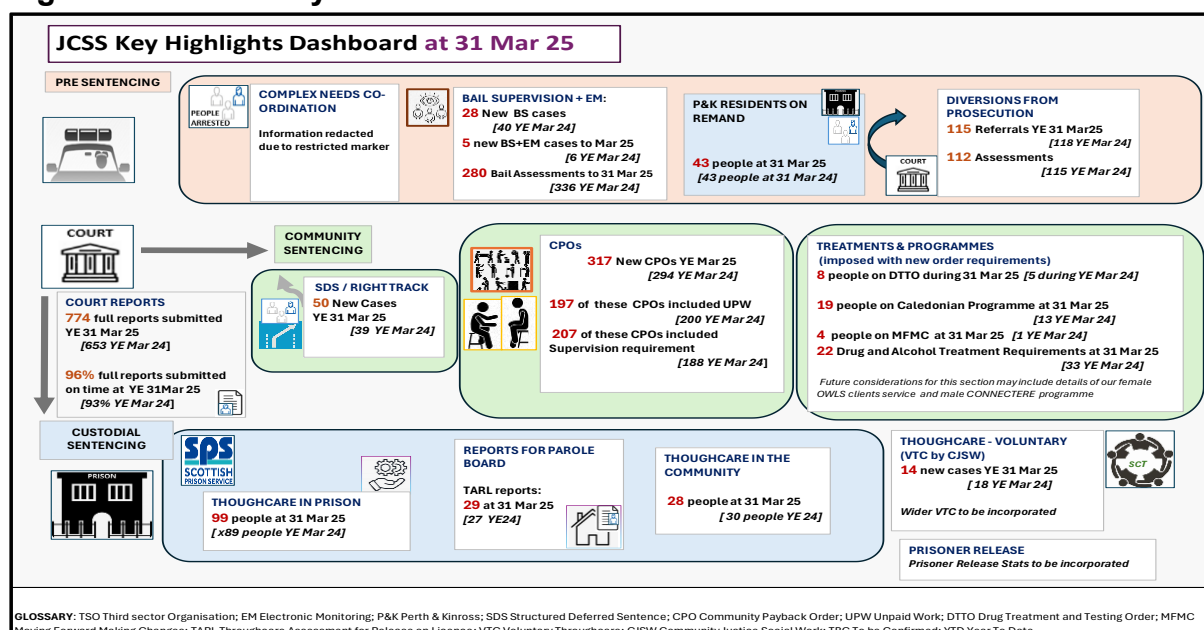 JCSS Key Highlights Dashboard at 31 Mar 25
PRE SENTENCING
PEOPLE
ARRESTED
COMPLEX NEEDS CO-
ORDINATION
Information redacted
due to restricted marker
BAIL SUPERVISION + EM:
28 New BS cases
[40 YE Mar 24]
5 new BS+EM cases to Mar 25
[6 YE Mar 24]
280 Bail Assessments to 31 Mar 25
[336 YE Mar 24]
P&K RESIDENTS ON
REMAND
43 people at 31 Mar 25
[43 people at 31 Mar 24]
COURT
DIVERSIONS FROM
PROSECUTION
115 Referrals YE 31 Mar25
[118 YE Mar 24]
112 Assessments
[115 YE Mar 24]
COURT
COMMUNITY
SENTENCING
COURT REPORTS
774 full reports submitted
YE 31 Mar 25
[653 YE Mar 24]
96% full reports submitted
on time at YE 31Mar 25
[93% YE Mar 24]
SDS / RIGHT TRACK
50 New Cases
YE 31 Mar 25
[39 YE Mar 24]
CPOs
317 New CPOs YE Mar 25
[294 YE Mar 24]
197 of these CPOs included UPW
[200 YE Mar 24]
207 of these CPOs included
Supervision requirement
[188 YE Mar 24]
TREATMENTS & PROGRAMMES
(imposed with new order requirements)
8 people on DTTO during 31 Mar 25 [5 during YE Mar 24]
19 people on Caledonian Programme at 31 Mar 25
[13 YE Mar 24]
4 people on MFMC at 31 Mar 25 [1 YE Mar 24]
22 Drug and Alcohol Treatment Requirements at 31 Mar 25
[33 YE Mar 24]
Future considerations for this section may include details of our female
OWLS clients service and male CONNECTERE programme
CUSTODIAL
SENTENCING
PRISON
SPS
SCOTTISH
PRISON SERVICE
THOUGHCARE IN PRISON
99 people at 31 Mar 25
[ x89 people YE Mar 24]
REPORTS FOR PAROLE
BOARD
TARL reports:
29 at 31 Mar 25
[27 YE24]
THOUGHCARE IN THE
COMMUNITY
28 people at 31 Mar 25
[ 30 people YE 24]
THOUGHCARE - VOLUNTARY
(VTC by CJSW)
14 new cases YE 31 Mar 25
[ 18 YE Mar 24]
Wider VTC to be incorporated
SCT
PRISONER RELEASE
Prisoner Release Stats to be incorporated
GLOSSARY: TSO Third sector Organisation; EM Electronic Monitoring; P&K Perth & Kinross; SDS Structured Deferred Sentence; CPO Community Payback Order; UPW Unpaid Work; DTTO Drug Treatment and Testing Order; MFMC